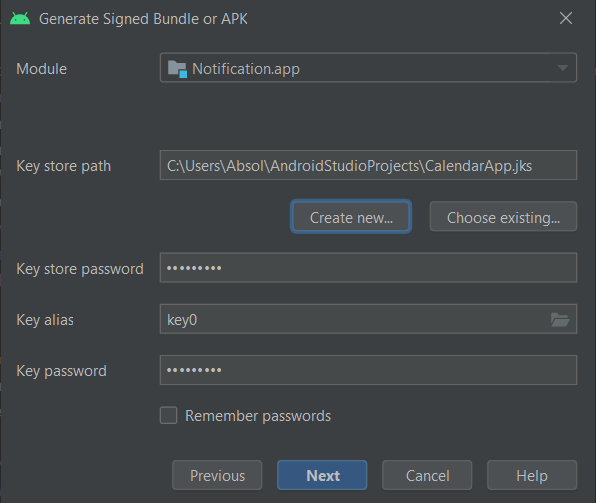 Generate Signed Bundle or APK
Module Notification.app
Key store path C:\Users\Absol\AndroidStudioProjects\CalendarApp.jks
Create new... Choose existing...
Key store password •••••••••
Key alias key0
Key password •••••••••
Remember passwords
Previous Next Cancel Help